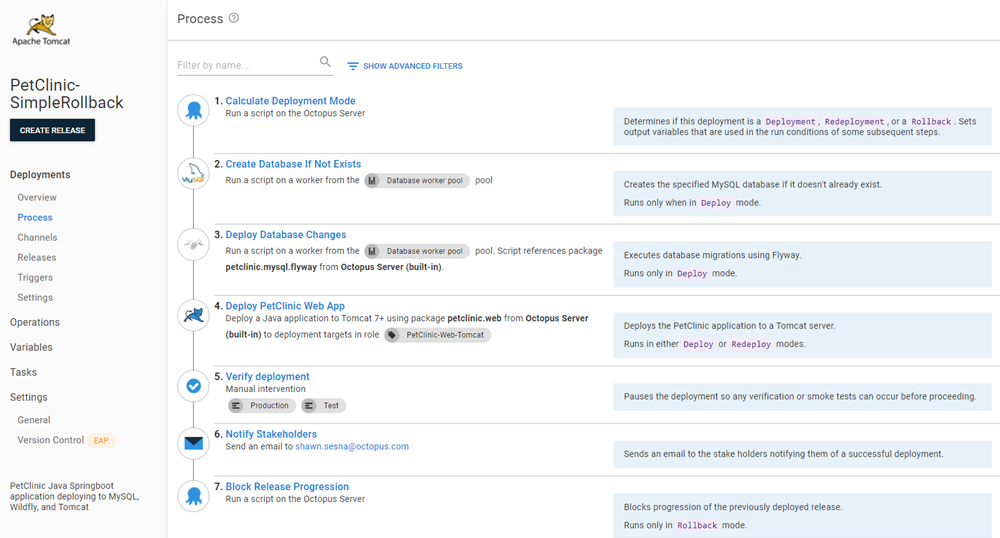 Apache Tomcat
PetClinic-
SimpleRollback
CREATE RELEASE
Deployments
Overview
Process
Channels
Releases
Triggers
Settings
Operations
Variables
Tasks
Settings
General
Version Control EAP
PetClinic Java Springboot
application deploying to MySQL,
Wildfly, and Tomcat
Process
Filter by name...
SHOW ADVANCED FILTERS
1. Calculate Deployment Mode
Run a script on the Octopus Server
Determines if this deployment is a Deployment, Redeployment, or a Rollback. Sets
output variables that are used in the run conditions of some subsequent steps.
MySQL
2. Create Database If Not Exists
Run a script on a worker from the Database worker pool pool
Creates the specified MySQL database if it doesn't already exist.
Runs only when in Deploy mode.
3. Deploy Database Changes
Run a script on a worker from the Database worker pool pool. Script references package
petclinic.mysql.flyway from Octopus Server (built-in).
Executes database migrations using Flyway.
Runs only in Deploy mode.
4. Deploy PetClinic Web App
Deploy a Java application to Tomcat 7+ using package petclinic.web from Octopus Server
(built-in) to deployment targets in role PetClinic-Web-Tomcat
Deploys the PetClinic application to a Tomcat server.
Runs in either Deploy or Redeploy modes.
5. Verify deployment
Manual intervention
Production Test
Pauses the deployment so any verification or smoke tests can occur before proceeding.
6. Notify Stakeholders
Send an email to shawn.sesna@octopus.com
Sends an email to the stake holders notifying them of a successful deployment.
7. Block Release Progression
Run a script on the Octopus Server
Blocks progression of the previously deployed release.
Runs only in Rollback mode.